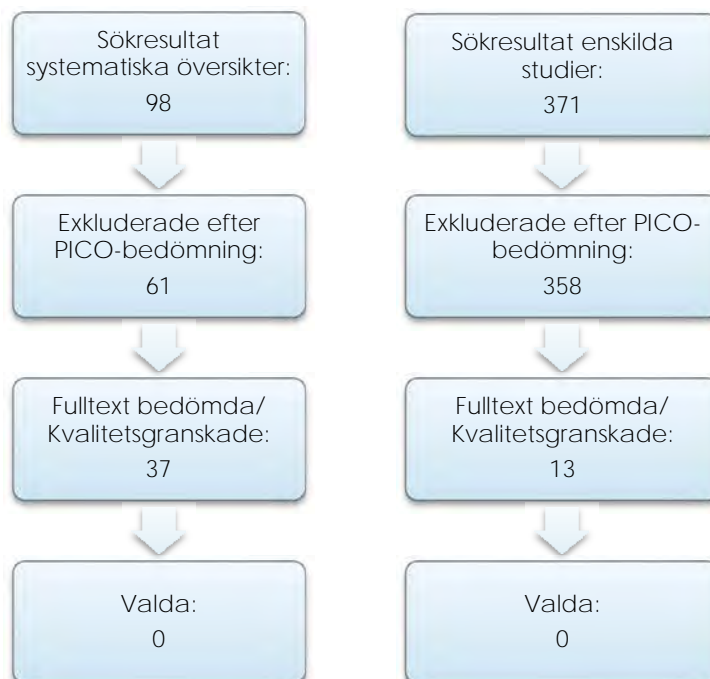 Sökresultat
systematiska översikter:
98
Exkluderade efter
PICO-bedömning:
61
Fulltext bedömda/
Kvalitetsgranskade:
37
Valda:
0
Sökresultat enskilda
studier:
371
Exkluderade efter PICO-
bedömning:
358
Fulltext bedömda/
Kvalitetsgranskade:
13
Valda:
0